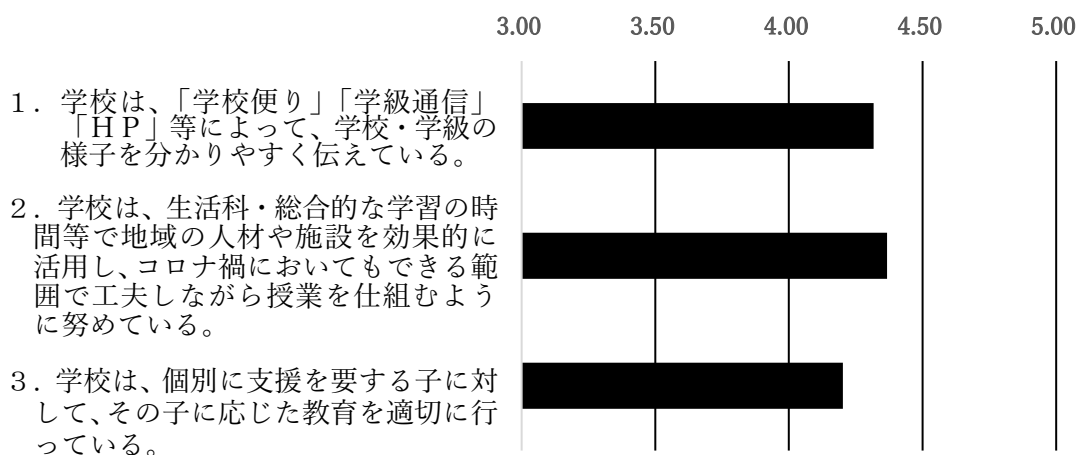 3.00 3.50 4.00 4.50 5.00
１．学校は、「学校便り」「学級通信」
「ＨＰ」等によって、学校・学級の
様子を分かりやすく伝えている。
２．学校は、生活科・総合的な学習の時
間等で地域の人材や施設を効果的に
活用し、コロナ禍においてもできる範
囲で工夫しながら授業を仕組むよう
に努めている。
３．学校は、個別に支援を要する子に対
して、その子に応じた教育を適切に行
っている。